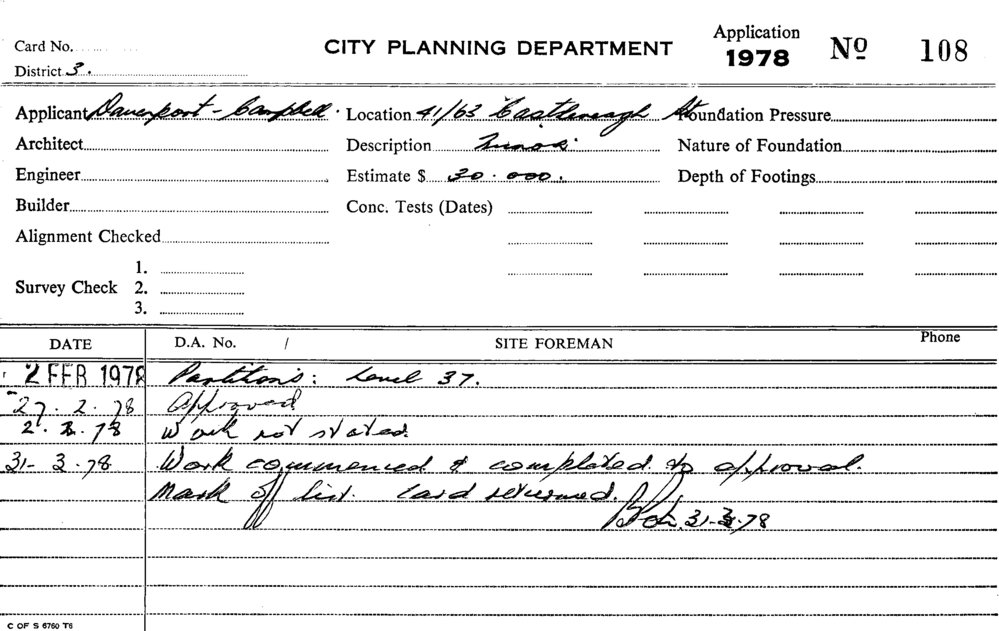 Application
Card No.
CITY PLANNING DEPARTMENT
1978 No 108
District 3.
Applicant Davenport - Campbell. Location 41/63 Castlereagh St Foundation Pressure
Architect Description Nature of Foundation
Engineer Estimate $ 30.000. Depth of Footings
Builder Conc. Tests (Dates)
Alignment Checked
1.
Survey Check 2.
3.
DATE D.A. No. / SITE FOREMAN Phone
2 FEB 1978 Partitions: Level 37.
27. 2. 78 Approved
2. 3. 78 Work not stated.
31- 3. 78 Work commenced & completed to approval.
Mark off list. Card returned.
31-3-78
C OF S 6760 T6